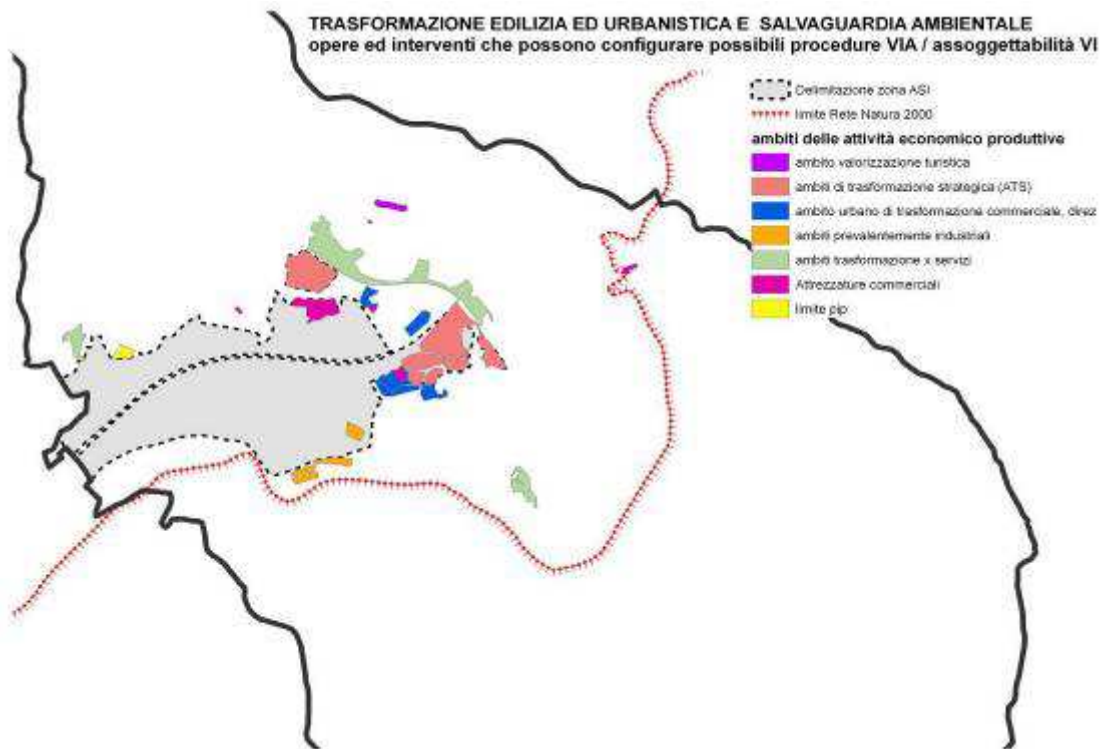 TRASFORMAZIONE EDILIZIA ED URBANISTICA E SALVAGUARDIA AMBIENTALE
opere ed interventi che possono configurare possibili procedure VIA / assoggettabilità VI
Delimitazione zona ASI
limite Rete Natura 2000
ambiti delle attività economico produttive
ambito valorizzazione turistica
ambiti di trasformazione strategica (ATS)
ambito urbano di trasformazione commerciale, direz
ambiti prevalentemente industriali
ambiti trasformazione x servizi
Attrezzature commerciali
limite pip